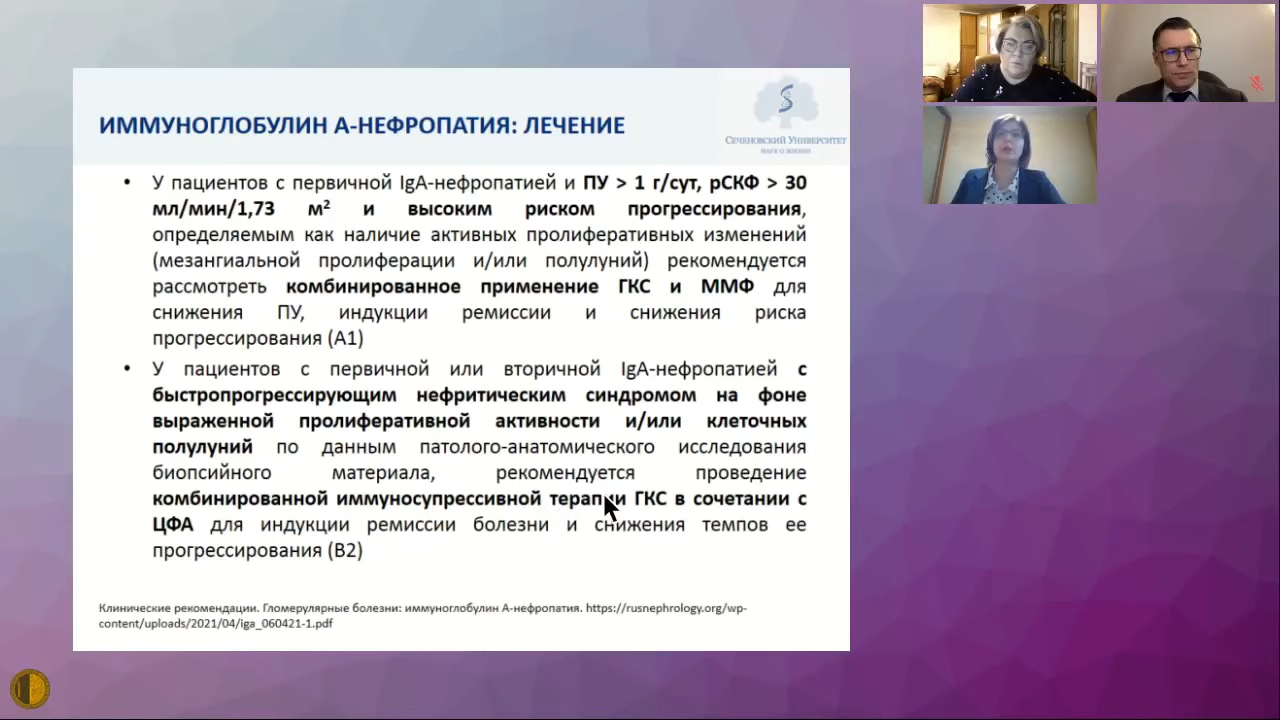 ИММУНОГЛОБУЛИН А-НЕФРОПАТИЯ: ЛЕЧЕНИЕ
СЕЧЕНОВСКИЙ УНИВЕРСИТЕТ
НАУК О ЖИЗНИ
• У пациентов с первичной IgA-нефропатией и ПУ > 1 г/сут, рСКФ > 30
мл/мин/1,73 м² и высоким риском прогрессирования,
определяемым как наличие активных пролиферативных изменений
(мезангиальной пролиферации и/или полулуний) рекомендуется
рассмотреть комбинированное применение ГКС и ММФ для
снижения ПУ, индукции ремиссии и снижения риска
прогрессирования (А1)
• У пациентов с первичной или вторичной IgA-нефропатией с
быстропрогрессирующим нефритическим синдромом на фоне
выраженной пролиферативной активности и/или клеточных
полулуний по данным патолого-анатомического исследования
биопсийного материала, рекомендуется проведение
комбинированной иммуносупрессивной терапии ГКС в сочетании с
ЦФА для индукции ремиссии болезни и снижения темпов ее
прогрессирования (В2)
Клинические рекомендации. Гломерулярные болезни: иммуноглобулин А-нефропатия. https://rusnephrology.org/wp-
content/uploads/2021/04/iga_060421-1.pdf